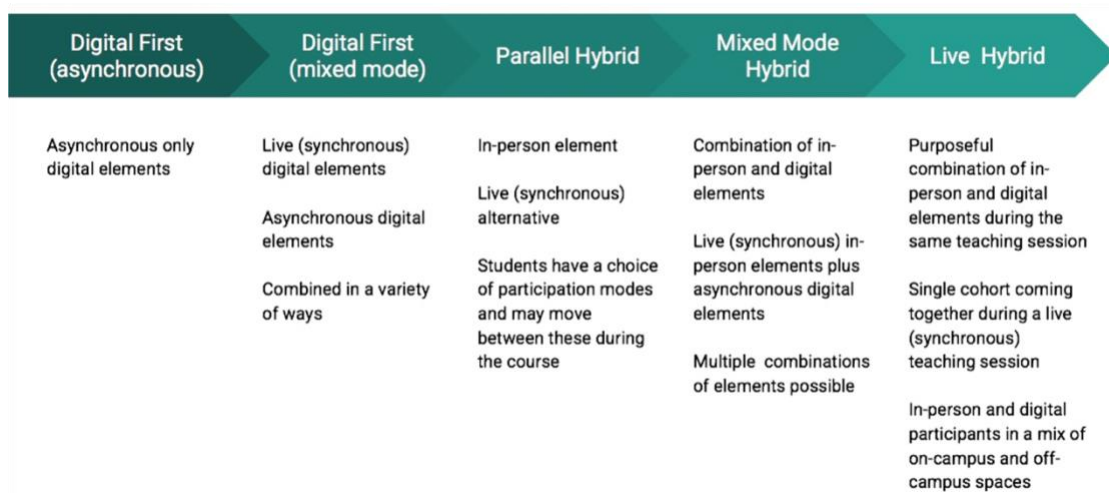 Digital First
(asynchronous)
Digital First
(mixed mode)
Parallel Hybrid
Mixed Mode
Hybrid
Live Hybrid
Asynchronous only
digital elements
Live (synchronous)
digital elements
Asynchronous digital
elements
Combined in a variety
of ways
In-person element
Live (synchronous)
alternative
Students have a choice
of participation modes
and may move
between these during
the course
Combination of in-
person and digital
elements
Live (synchronous) in-
person elements plus
asynchronous digital
elements
Multiple combinations
of elements possible
Purposeful
combination of in-
person and digital
elements during the
same teaching session
Single cohort coming
together during a live
(synchronous)
teaching session
In-person and digital
participants in a mix of
on-campus and off-
campus spaces